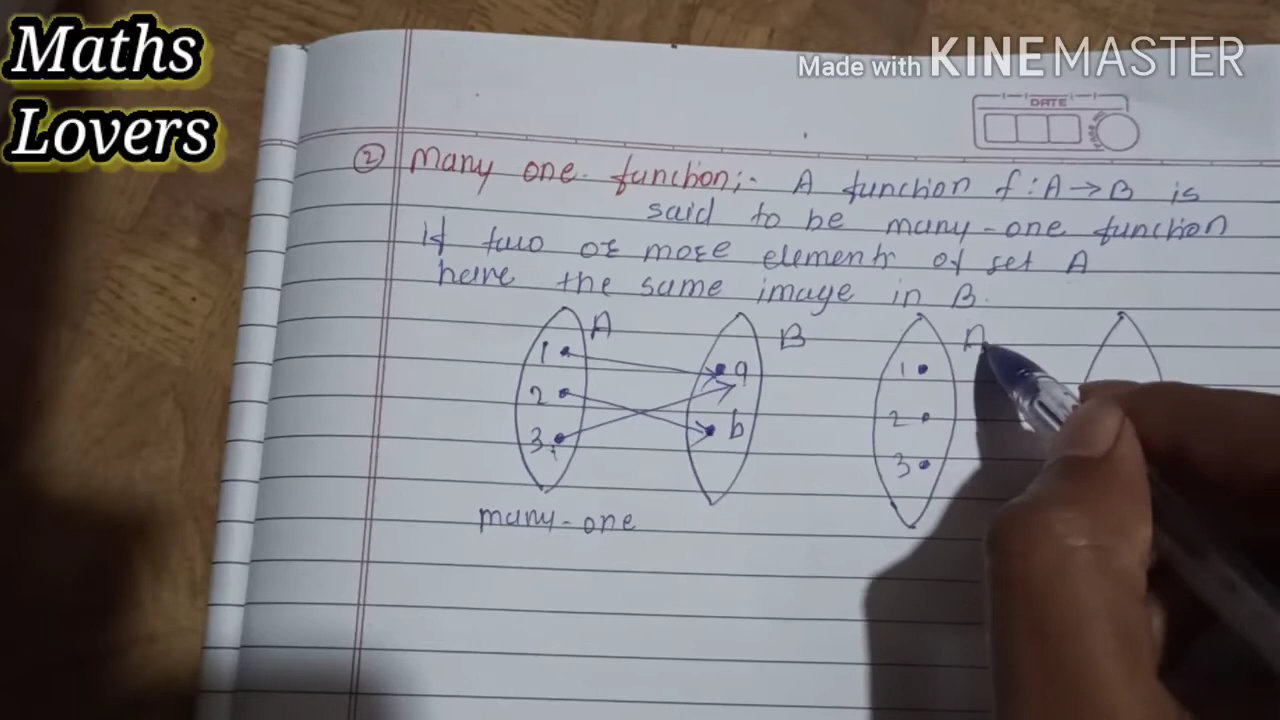 Maths
Lovers
Made with KINEMASTER
DATE
② Many one function:- A function f:A→B is
said to be many-one function
If two or more elements of set A
have the same image in B.
A B A
1 a 1
2 b 2
3 3
many-one